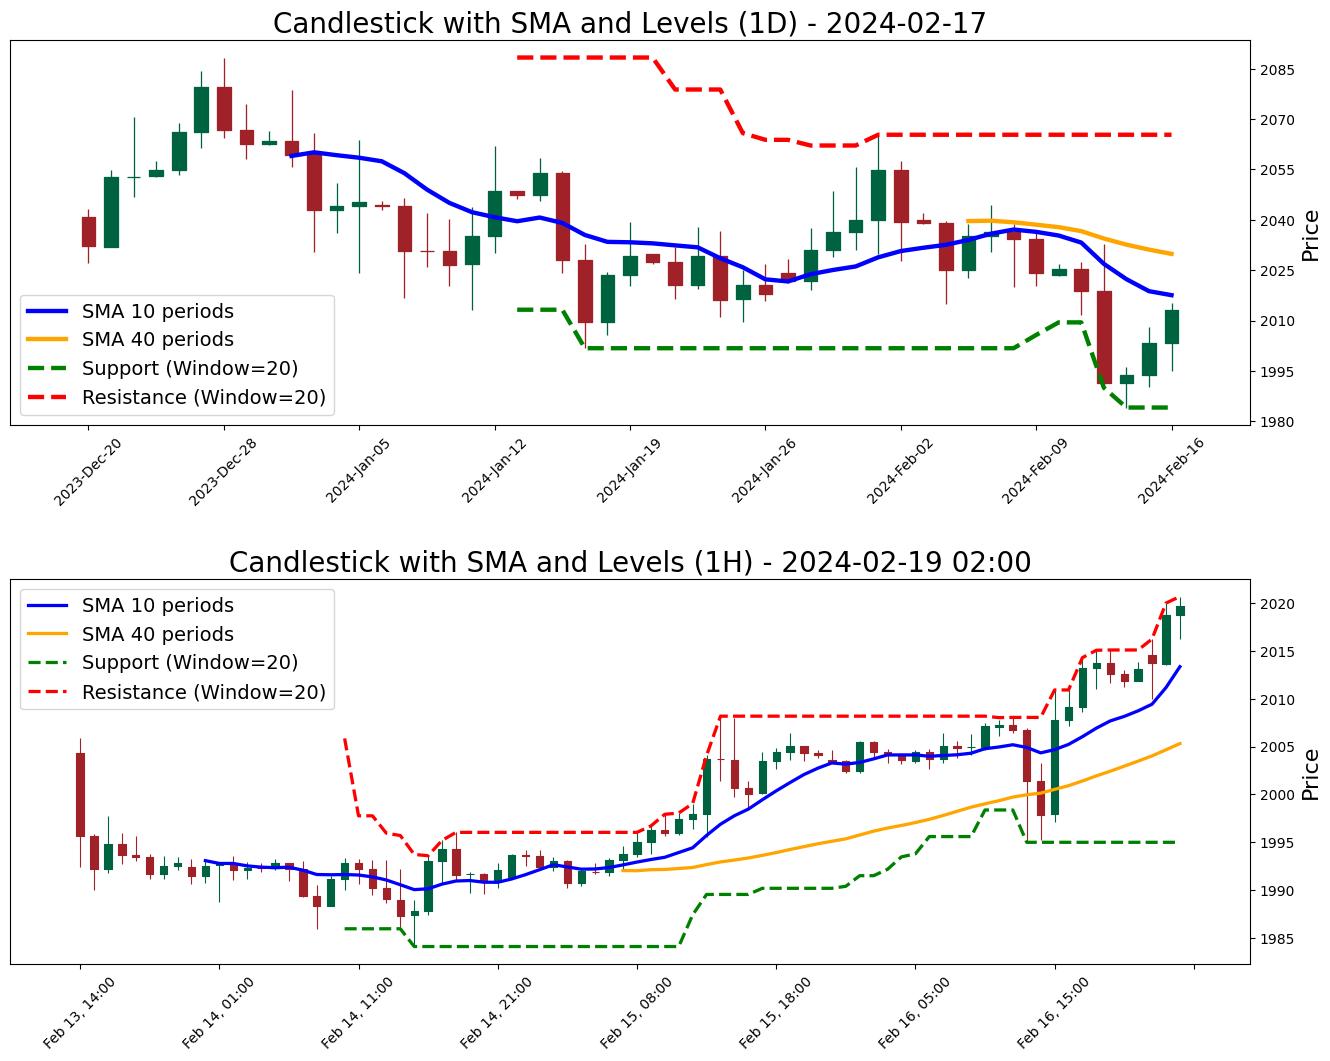 Candlestick with SMA and Levels (1D) - 2024-02-17
2085
2070
2055
2040
2025
2010
1995
1980
Price
SMA 10 periods
SMA 40 periods
Support (Window=20)
Resistance (Window=20)
2023-Dec-20
2023-Dec-28
2024-Jan-05
2024-Jan-12
2024-Jan-19
2024-Jan-26
2024-Feb-02
2024-Feb-09
2024-Feb-16
Candlestick with SMA and Levels (1H) - 2024-02-19 02:00
SMA 10 periods
SMA 40 periods
Support (Window=20)
Resistance (Window=20)
2020
2015
2010
2005
2000
1995
1990
1985
Price
Feb 13, 14:00
Feb 14, 01:00
Feb 14, 11:00
Feb 14, 21:00
Feb 15, 08:00
Feb 15, 18:00
Feb 16, 05:00
Feb 16, 15:00